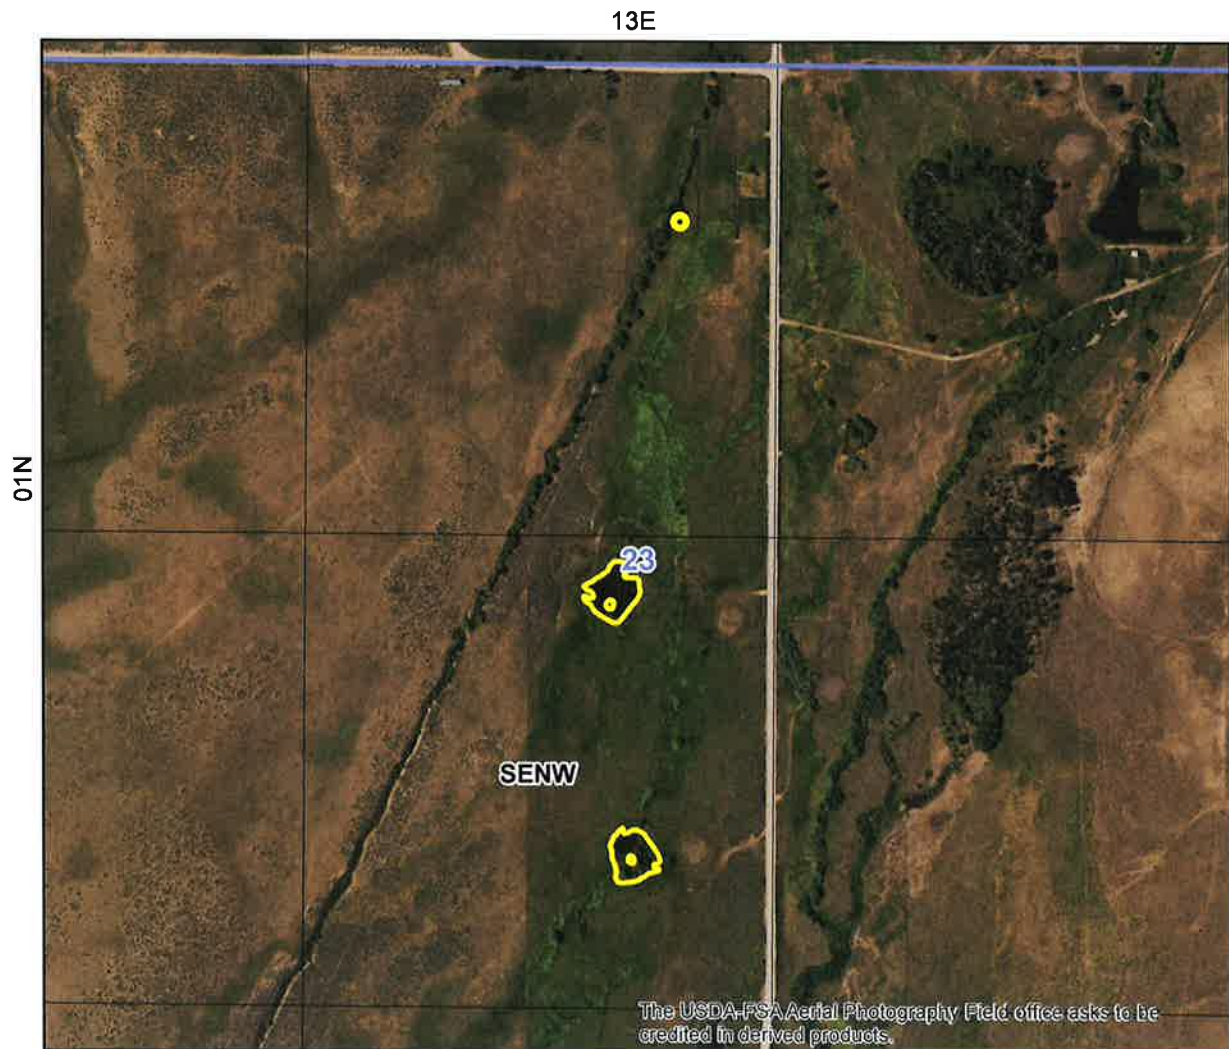 13E
01N
23
SENW
The USDA-FSA Aerial Photography Field office asks to be
credited in derived products.